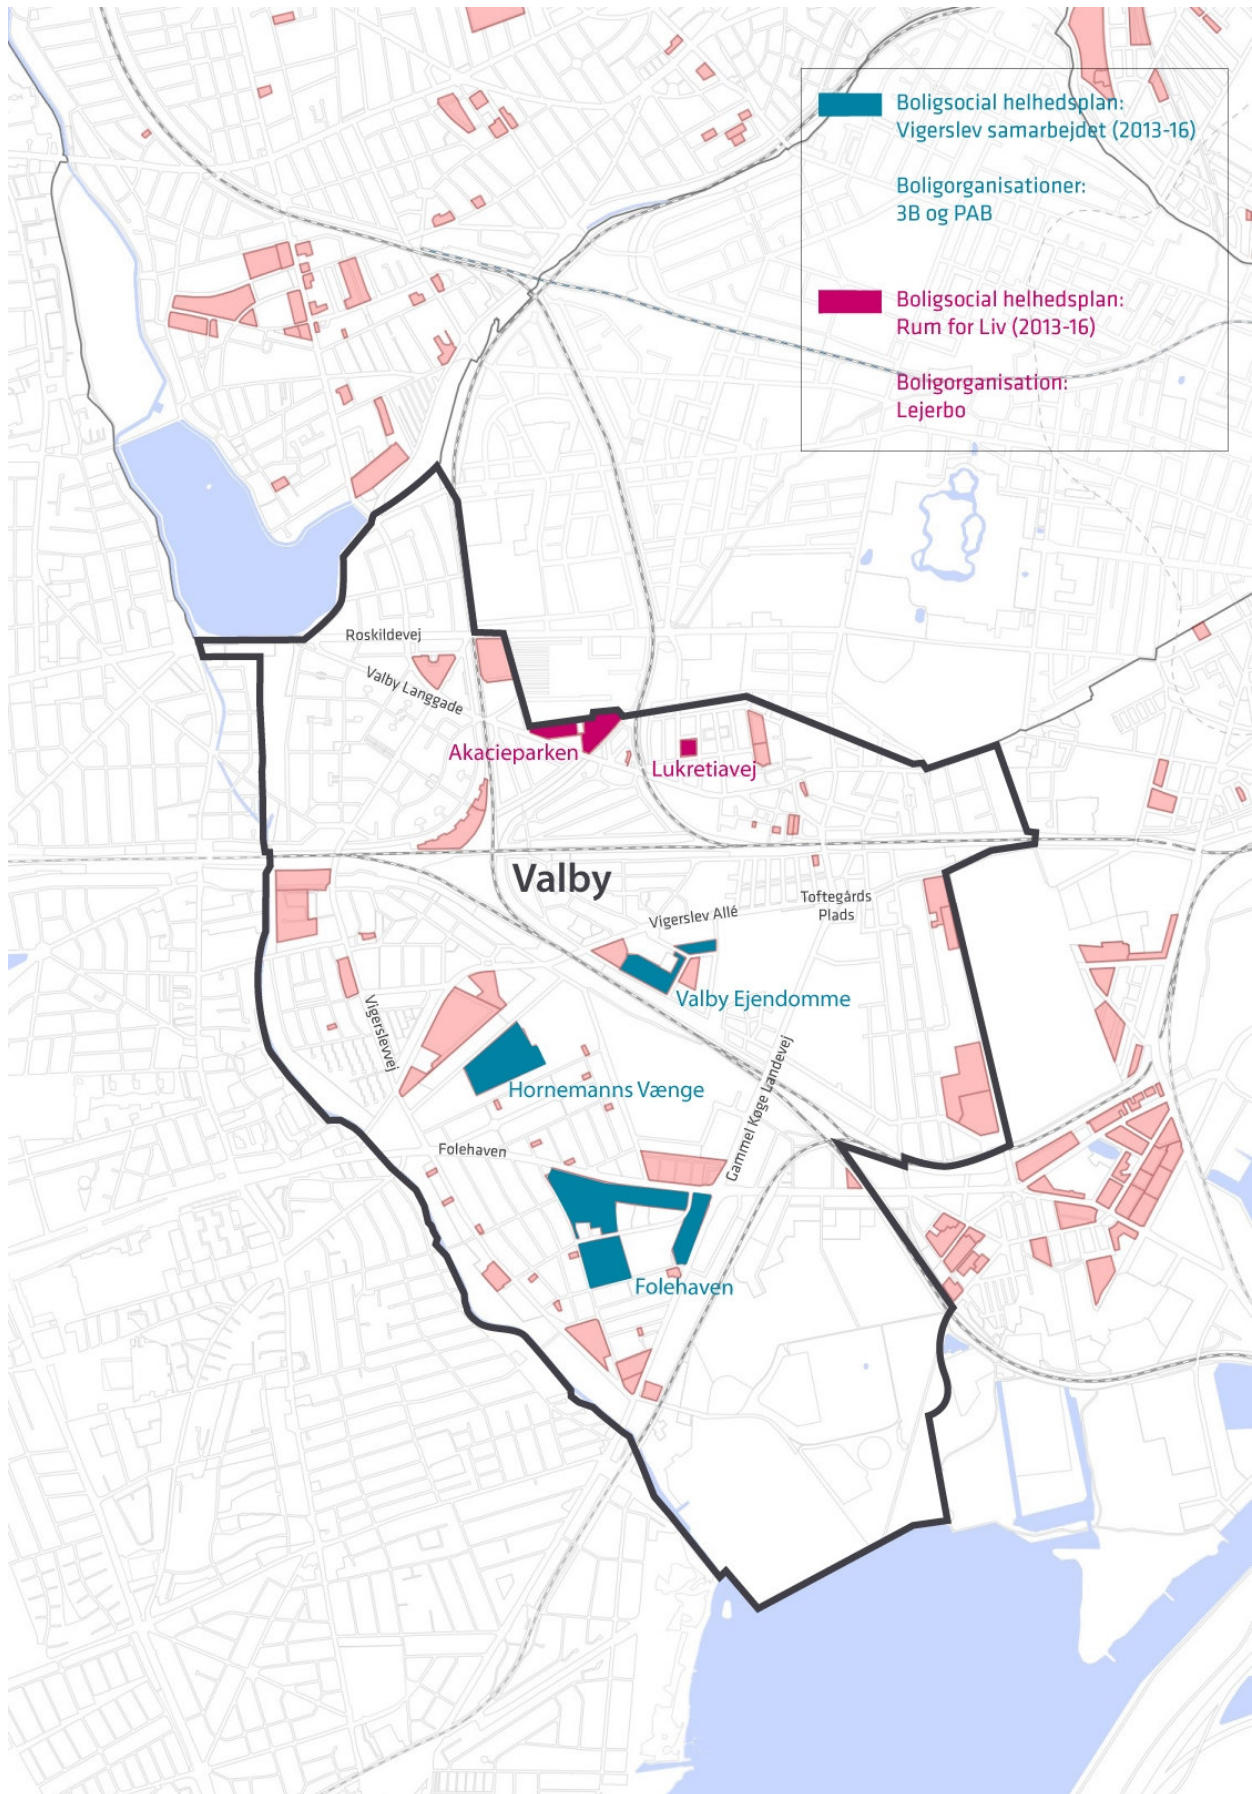 Boligsocial helhedsplan:
Vigerslev samarbejdet (2013-16)
Boligorganisationer:
3B og PAB
Boligsocial helhedsplan:
Rum for Liv (2013-16)
Boligorganisation:
Lejerbo
Roskildevej
Valby Langgade
Akacieparken
Lukretiavej
Valby
Toftegårds
Plads
Vigerslev Allé
Valby Ejendomme
Vigerslevvej
Hornemanns Vænge
Gammel Køge Landevej
Folehaven
Folehaven